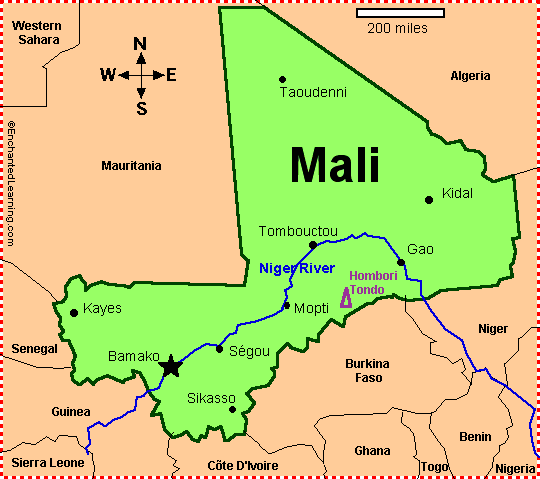 Western
Sahara
200 miles
N
W
E
S
Algeria
Taoudenni
©EnchantedLearning.com
Mauritania
Mali
Kidal
Tombouctou
Gao
Niger River
Hombori
Tondo
Kayes
Mopti
Niger
Senegal
Bamako
Ségou
Burkina
Faso
Sikasso
Guinea
Ghana
Benin
Sierra Leone
Côte D'Ivoire
Togo
Nigeria